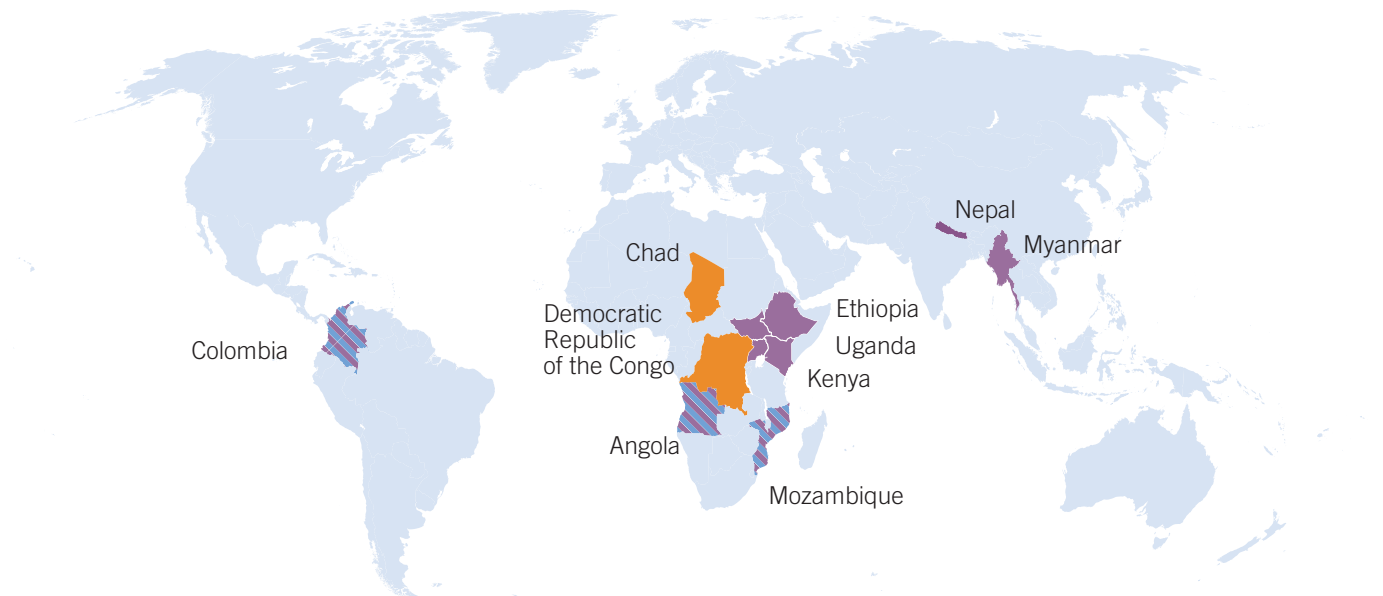 Nepal
Myanmar
Chad
Ethiopia
Democratic
Republic
of the Congo
Uganda
Colombia
Kenya
Angola
Mozambique